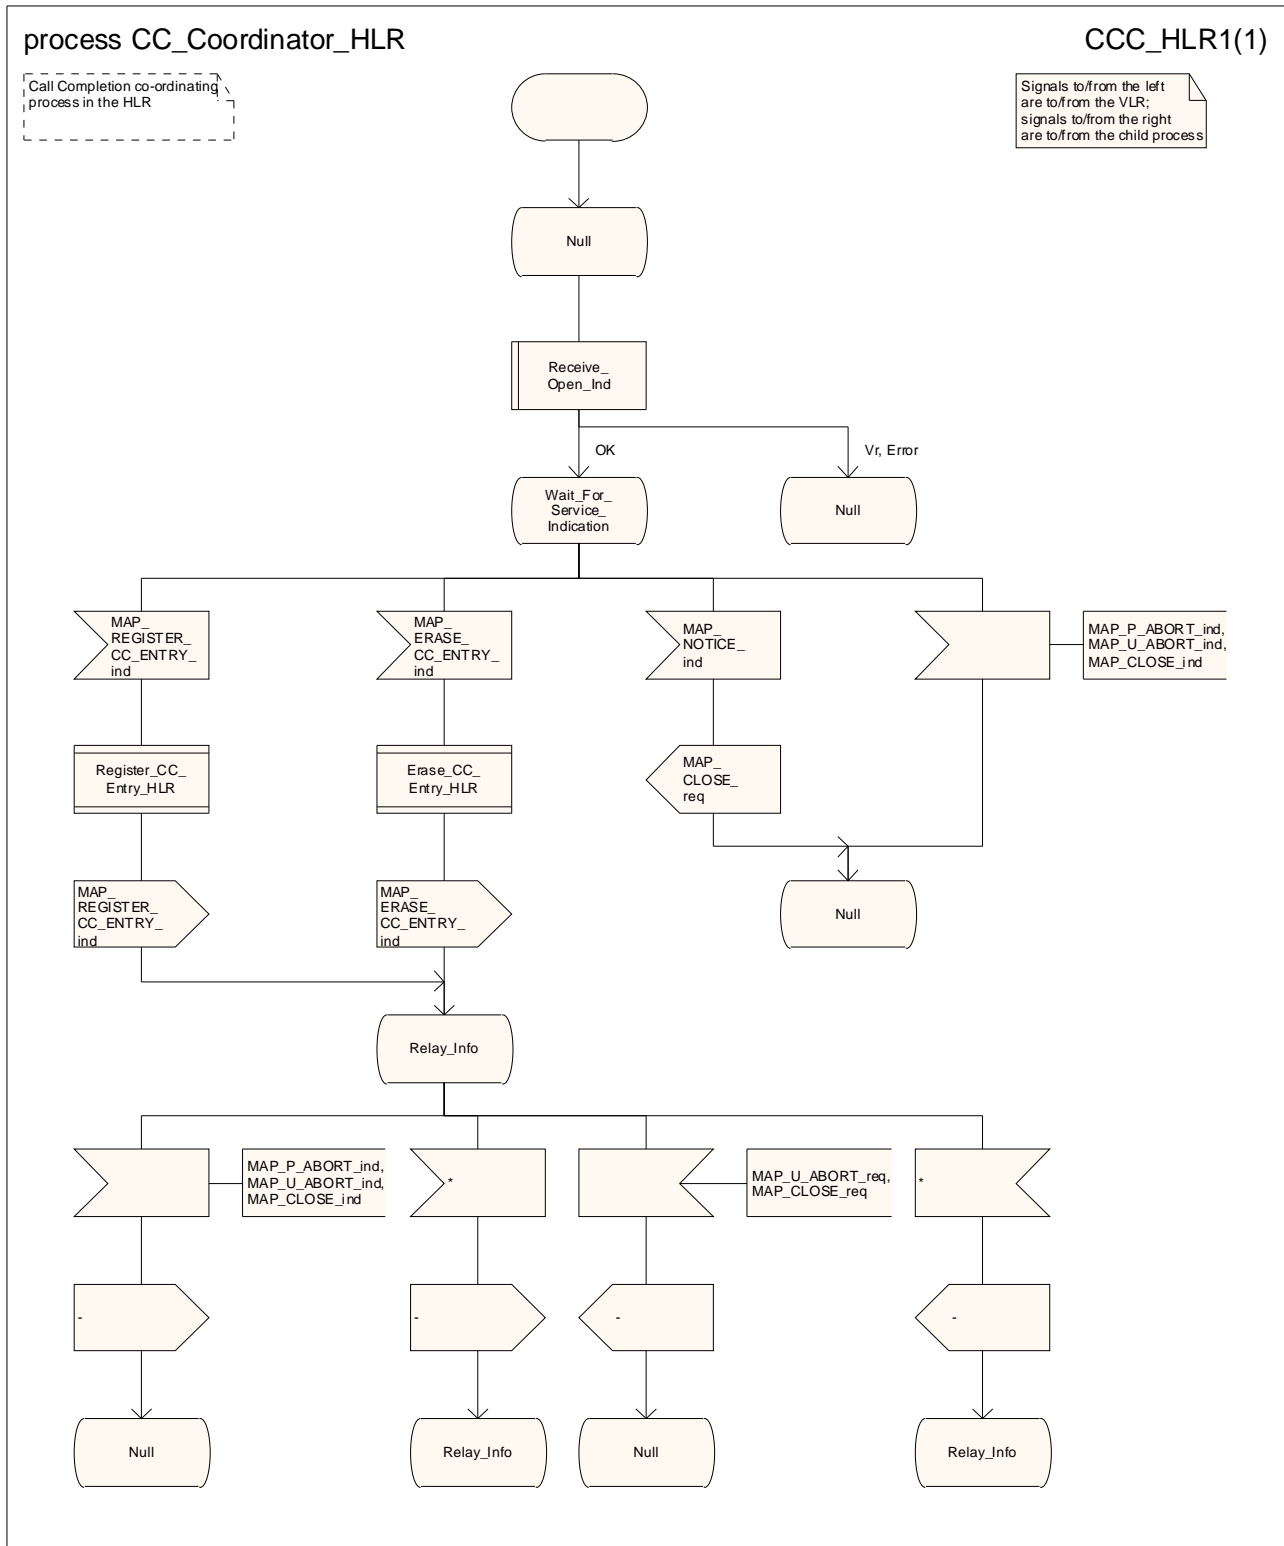 process CC_Coordinator_HLR
CCC_HLR1(1)
Call Completion co-ordinating
process in the HLR
Signals to/from the left
are to/from the VLR;
signals to/from the right
are to/from the child process
Null
Receive_
Open_Ind
OK
Vr, Error
Wait_For_
Service_
Indication
Null
MAP_
REGISTER_
CC_ENTRY_
ind
MAP_
ERASE_
CC_ENTRY_
ind
MAP_
NOTICE_
ind
MAP_P_ABORT_ind,
MAP_U_ABORT_ind,
MAP_CLOSE_ind
Register_CC_
Entry_HLR
Erase_CC_
Entry_HLR
MAP_
CLOSE_
req
MAP_
REGISTER_
CC_ENTRY_
ind
MAP_
ERASE_
CC_ENTRY_
ind
Null
Relay_Info
MAP_P_ABORT_ind,
MAP_U_ABORT_ind,
MAP_CLOSE_ind
*
MAP_U_ABORT_req,
MAP_CLOSE_req
*
-
-
-
-
Null
Relay_Info
Null
Relay_Info